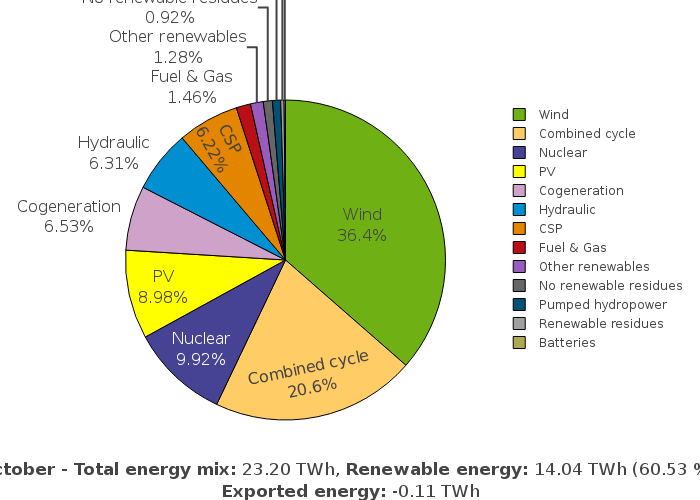 renewable residues
0.92%
Other renewables
1.28%
Fuel & Gas
1.46%
CSP
6.22%
Hydraulic
6.31%
Cogeneration
6.53%
PV
8.98%
Nuclear
9.92%
Combined cycle
20.6%
Wind
36.4%
Wind
Combined cycle
Nuclear
PV
Cogeneration
Hydraulic
CSP
Fuel & Gas
Other renewables
No renewable residues
Pumped hydropower
Renewable residues
Batteries
ctober - Total energy mix: 23.20 TWh, Renewable energy: 14.04 TWh (60.53 %
Exported energy: -0.11 TWh